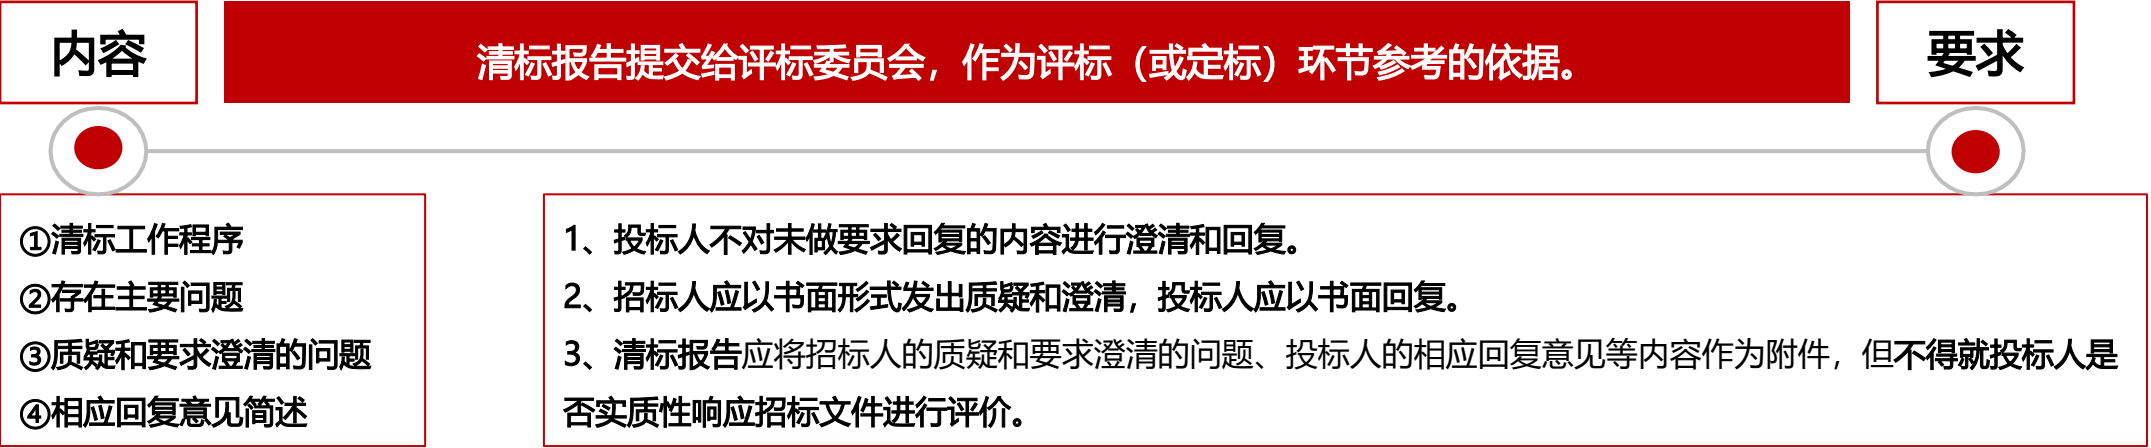 内容
清标报告提交给评标委员会，作为评标（或定标）环节参考的依据。
要求
①清标工作程序
②存在主要问题
③质疑和要求澄清的问题
④相应回复意见简述
1、投标人不对未做要求回复的内容进行澄清和回复。
2、招标人应以书面形式发出质疑和澄清，投标人应以书面回复。
3、清标报告应将招标人的质疑和要求澄清的问题、投标人的相应回复意见等内容作为附件，但不得就投标人是
否实质性响应招标文件进行评价。